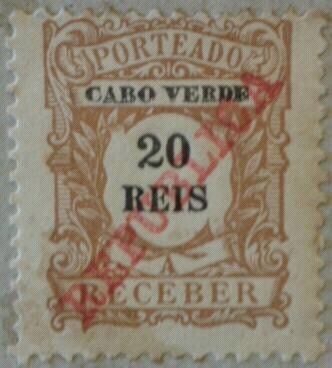 PORTEADO
CABO VERDE
20
REIS
REPUBLICA
A
RECEBER